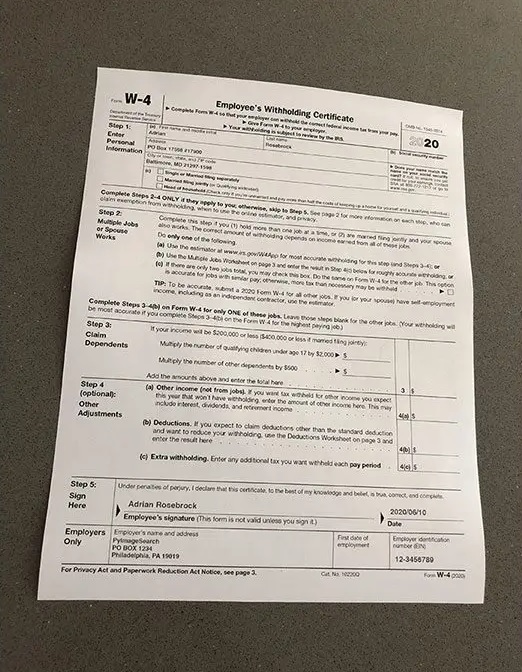 Form W-4
Department of the Treasury
Internal Revenue Service
Employee's Withholding Certificate
▶ Complete Form W-4 so that your employer can withhold the correct federal income tax from your pay.
▶ Give Form W-4 to your employer.
▶ Your withholding is subject to review by the IRS.
OMB No. 1545-0074
2020
Step 1:
Enter
Personal
Information
(a) First name and middle initial
Adrian
Last name
Rosebrock
(b) Social security number
Address
PO Box 17598 #17900
City or town, state, and ZIP code
Baltimore, MD 21297-1598
▶ Does your name match the
name on your social security
card? If not, to ensure you get
credit for your earnings, contact
SSA at 800-772-1213 or go to
www.ssa.gov.
(c)
Single or Married filing separately
Married filing jointly (or Qualifying widow(er))
Head of household (Check only if you're unmarried and pay more than half the costs of keeping up a home for yourself and a qualifying individual.)
Complete Steps 2–4 ONLY if they apply to you; otherwise, skip to Step 5. See page 2 for more information on each step, who can
claim exemption from withholding, when to use the online estimator, and privacy.
Step 2:
Multiple Jobs
or Spouse
Works
Complete this step if you (1) hold more than one job at a time, or (2) are married filing jointly and your spouse
also works. The correct amount of withholding depends on income earned from all of these jobs.
Do only one of the following.
(a) Use the estimator at www.irs.gov/W4App for most accurate withholding for this step (and Steps 3–4); or
(b) Use the Multiple Jobs Worksheet on page 3 and enter the result in Step 4(c) below for roughly accurate withholding; or
(c) If there are only two jobs total, you may check this box. Do the same on Form W-4 for the other job. This option
is accurate for jobs with similar pay; otherwise, more tax than necessary may be withheld . . . . . ▶
TIP: To be accurate, submit a 2020 Form W-4 for all other jobs. If you (or your spouse) have self-employment
income, including as an independent contractor, use the estimator.
Complete Steps 3–4(b) on Form W-4 for only ONE of these jobs. Leave those steps blank for the other jobs. (Your withholding will
be most accurate if you complete Steps 3–4(b) on the Form W-4 for the highest paying job.)
Step 3:
Claim
Dependents
If your income will be $200,000 or less ($400,000 or less if married filing jointly):
Multiply the number of qualifying children under age 17 by $2,000 ▶ $
Multiply the number of other dependents by $500 . . . . ▶ $
Add the amounts above and enter the total here . . . . . . . . . . 3 $
Step 4
(optional):
Other
Adjustments
(a) Other income (not from jobs). If you want tax withheld for other income you expect
this year that won't have withholding, enter the amount of other income here. This may
include interest, dividends, and retirement income . . . . . . . . . . 4(a) $
(b) Deductions. If you expect to claim deductions other than the standard deduction
and want to reduce your withholding, use the Deductions Worksheet on page 3 and
enter the result here . . . . . . . . . . 4(b) $
(c) Extra withholding. Enter any additional tax you want withheld each pay period . 4(c) $
Step 5:
Sign
Here
Under penalties of perjury, I declare that this certificate, to the best of my knowledge and belief, is true, correct, and complete.
Adrian Rosebrock
2020/06/10
Employee's signature (This form is not valid unless you sign it.)
Date
Employers
Only
Employer's name and address
PyImageSearch
PO BOX 1234
Philadelphia, PA 19019
First date of
employment
Employer identification
number (EIN)
12-3456789
For Privacy Act and Paperwork Reduction Act Notice, see page 3.
Cat. No. 10220Q
Form W-4 (2020)